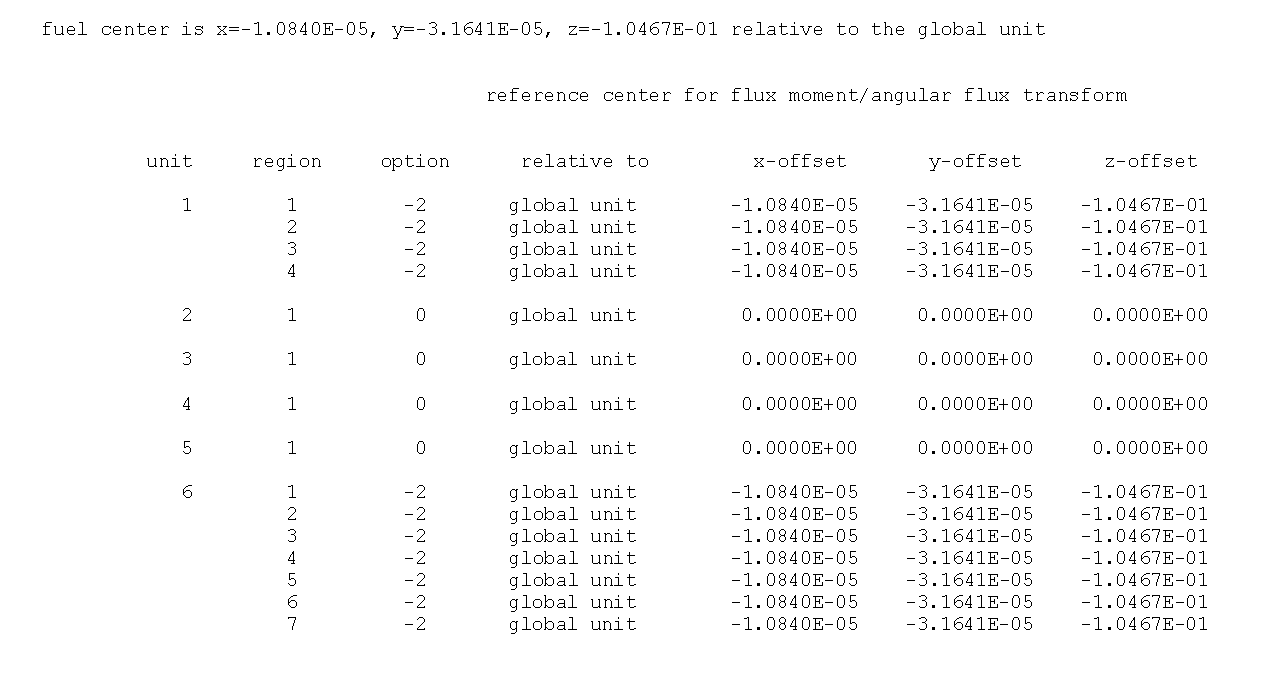 fuel center is x=-1.0840E-05, y=-3.1641E-05, z=-1.0467E-01 relative to the global unit
reference center for flux moment/angular flux transform
unit region option relative to x-offset y-offset z-offset
1 1 -2 global unit -1.0840E-05 -3.1641E-05 -1.0467E-01
2 -2 global unit -1.0840E-05 -3.1641E-05 -1.0467E-01
3 -2 global unit -1.0840E-05 -3.1641E-05 -1.0467E-01
4 -2 global unit -1.0840E-05 -3.1641E-05 -1.0467E-01
2 1 0 global unit 0.0000E+00 0.0000E+00 0.0000E+00
3 1 0 global unit 0.0000E+00 0.0000E+00 0.0000E+00
4 1 0 global unit 0.0000E+00 0.0000E+00 0.0000E+00
5 1 0 global unit 0.0000E+00 0.0000E+00 0.0000E+00
6 1 -2 global unit -1.0840E-05 -3.1641E-05 -1.0467E-01
2 -2 global unit -1.0840E-05 -3.1641E-05 -1.0467E-01
3 -2 global unit -1.0840E-05 -3.1641E-05 -1.0467E-01
4 -2 global unit -1.0840E-05 -3.1641E-05 -1.0467E-01
5 -2 global unit -1.0840E-05 -3.1641E-05 -1.0467E-01
6 -2 global unit -1.0840E-05 -3.1641E-05 -1.0467E-01
7 -2 global unit -1.0840E-05 -3.1641E-05 -1.0467E-01